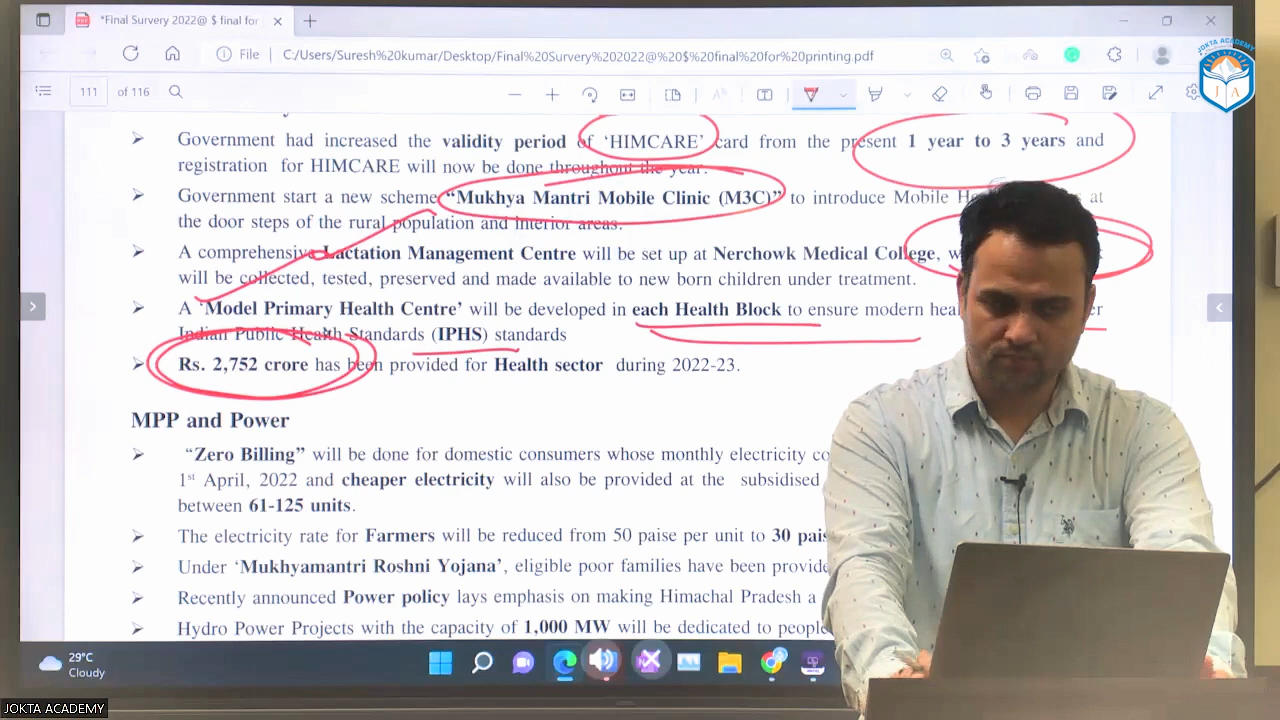 *Final Survery 2022@ $ final for
File
C:/Users/Suresh%20kumar/Desktop/Final%20Survery%202022@%20$%20final%20for%20printing.pdf
JOKTA ACADEMY
J A
111 of 116
Government had increased the validity period of ‘HIMCARE’ card from the present 1 year to 3 years and
registration for HIMCARE will now be done throughout the year.
Government start a new scheme “Mukhya Mantri Mobile Clinic (M3C)” to introduce Mobile at
the door steps of the rural population and interior areas.
A comprehensive Lactation Management Centre will be set up at Nerchowk Medical College,
will be collected, tested, preserved and made available to new born children under treatment.
A ‘Model Primary Health Centre’ will be developed in each Health Block to ensure modern
Indian Public Health Standards (IPHS) standards
Rs. 2,752 crore has been provided for Health sector during 2022-23.
MPP and Power
“Zero Billing” will be done for domestic consumers whose monthly electricity
1st April, 2022 and cheaper electricity will also be provided at the subsidised
between 61-125 units.
The electricity rate for Farmers will be reduced from 50 paise per unit to 30
Under ‘Mukhyamantri Roshni Yojana’, eligible poor families have been
Recently announced Power policy lays emphasis on making Himachal Pradesh a
Hydro Power Projects with the capacity of 1,000 MW will be dedicated to people
29°C
Cloudy
JOKTA ACADEMY